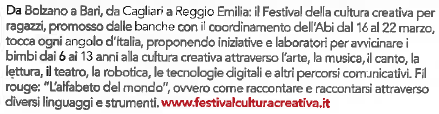 Da Bolzano a Bari, da Cagliari a Reggio Emilia: il Festival della cultura creativa per
ragazzi, promosso dalle banche con il coordinamento dell'Abi dal 16 al 22 marzo,
tocca ogni angolo d'Italia, proponendo iniziative e laboratori per avvicinare i
bimbi dai 6 ai 13 anni alla cultura creativa attraverso l'arte, la musica, il canto, la
lettura, il teatro, la robotica, le tecnologie digitali e altri percorsi comunicativi. Fil
rouge: "L'alfabeto del mondo", ovvero come raccontare e raccontarsi attraverso
diversi linguaggi e strumenti. www.festivalculturacreativa.it